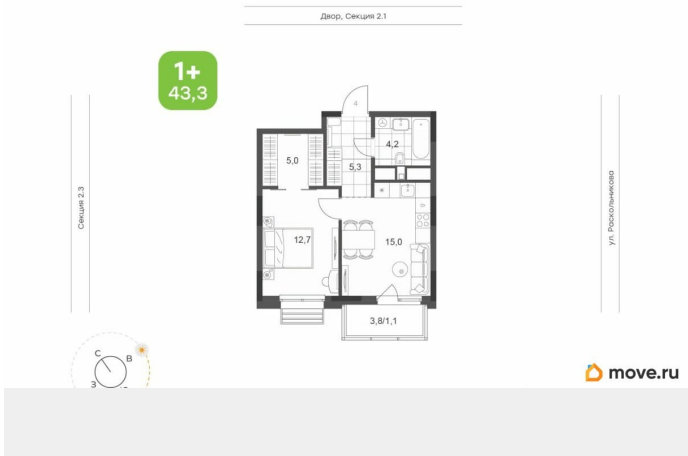 Двор, Секция 2.1
1+
43,3
4,2
5,0
5,3
Секция 2.3
ул. Раскольникова
12,7
15,0
3,8/1,1
С
В
З
move.ru